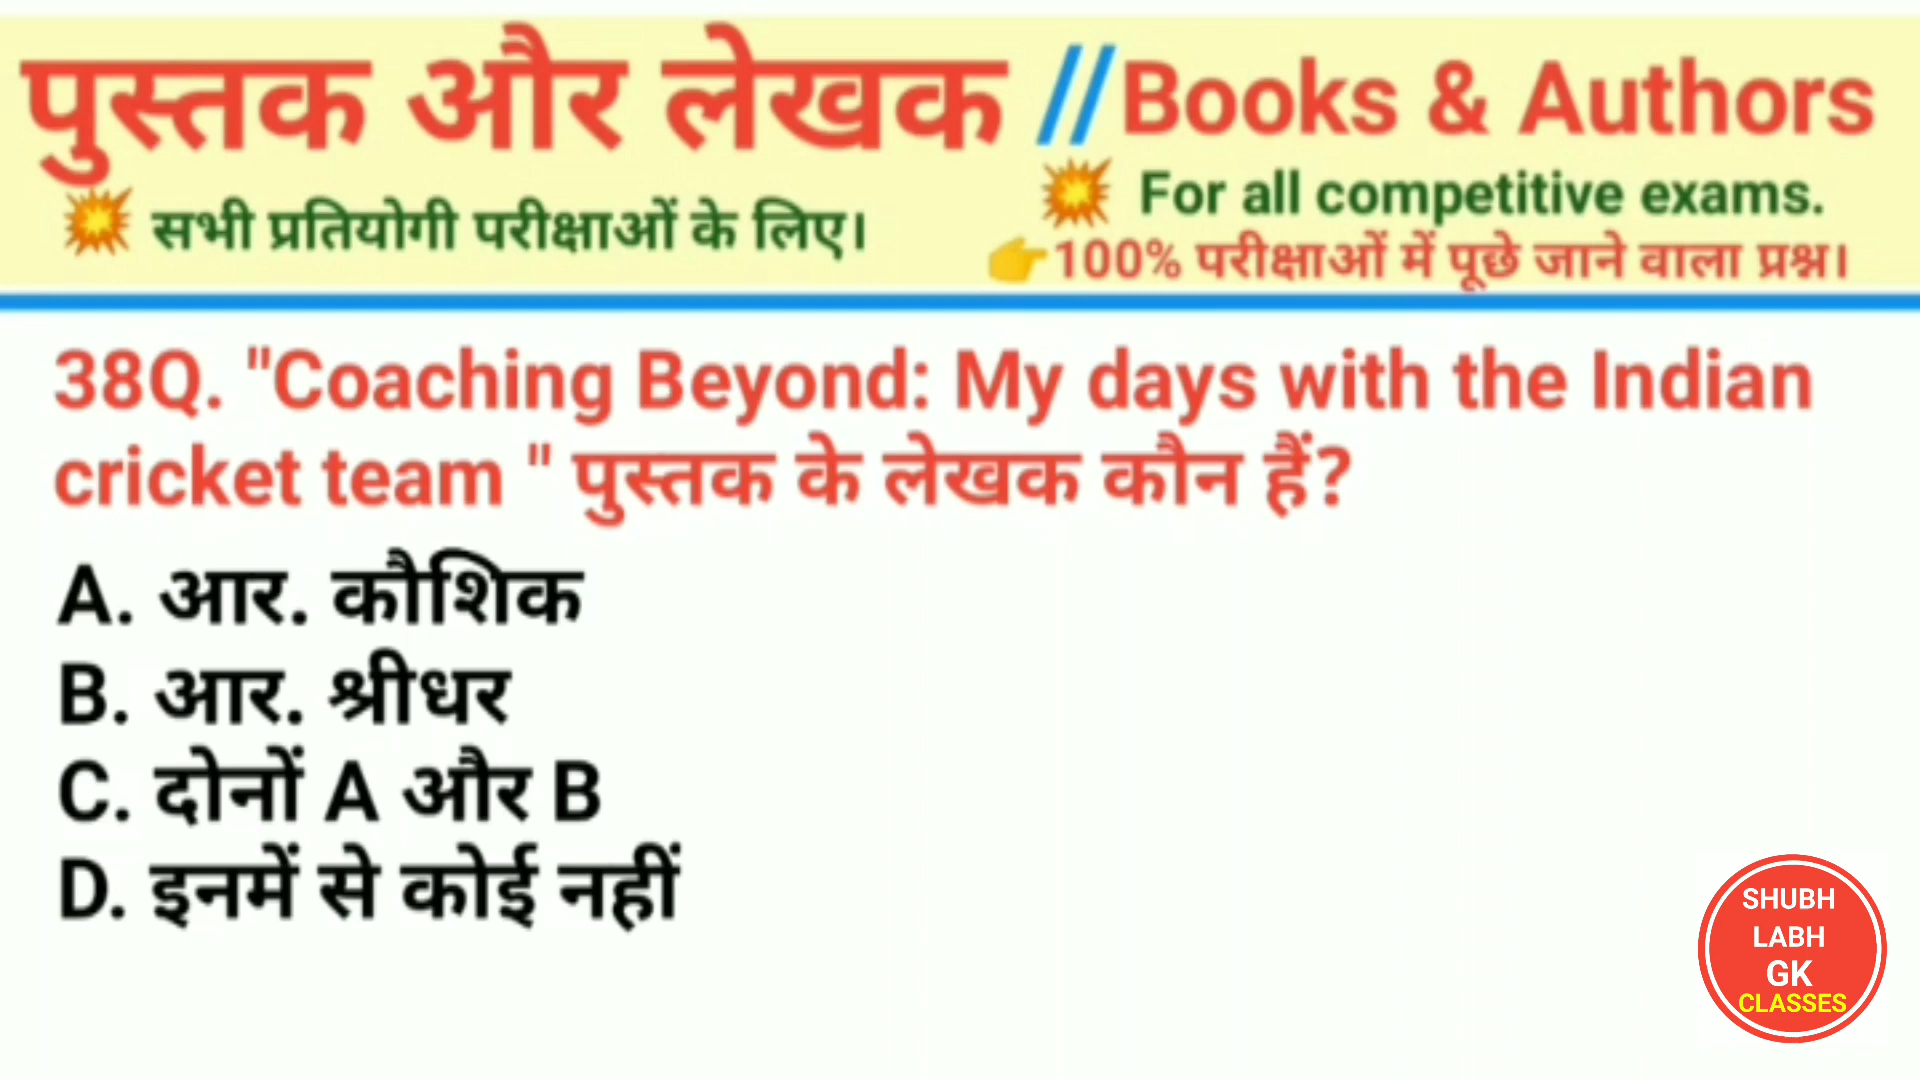 पुस्तक और लेखक //Books & Authors
💥 सभी प्रतियोगी परीक्षाओं के लिए।
💥 For all competitive exams.
👉100% परीक्षाओं में पूछे जाने वाला प्रश्न।
38Q. "Coaching Beyond: My days with the Indian
cricket team " पुस्तक के लेखक कौन हैं?
A. आर. कौशिक
B. आर. श्रीधर
C. दोनों A और B
D. इनमें से कोई नहीं
SHUBH
LABH
GK
CLASSES